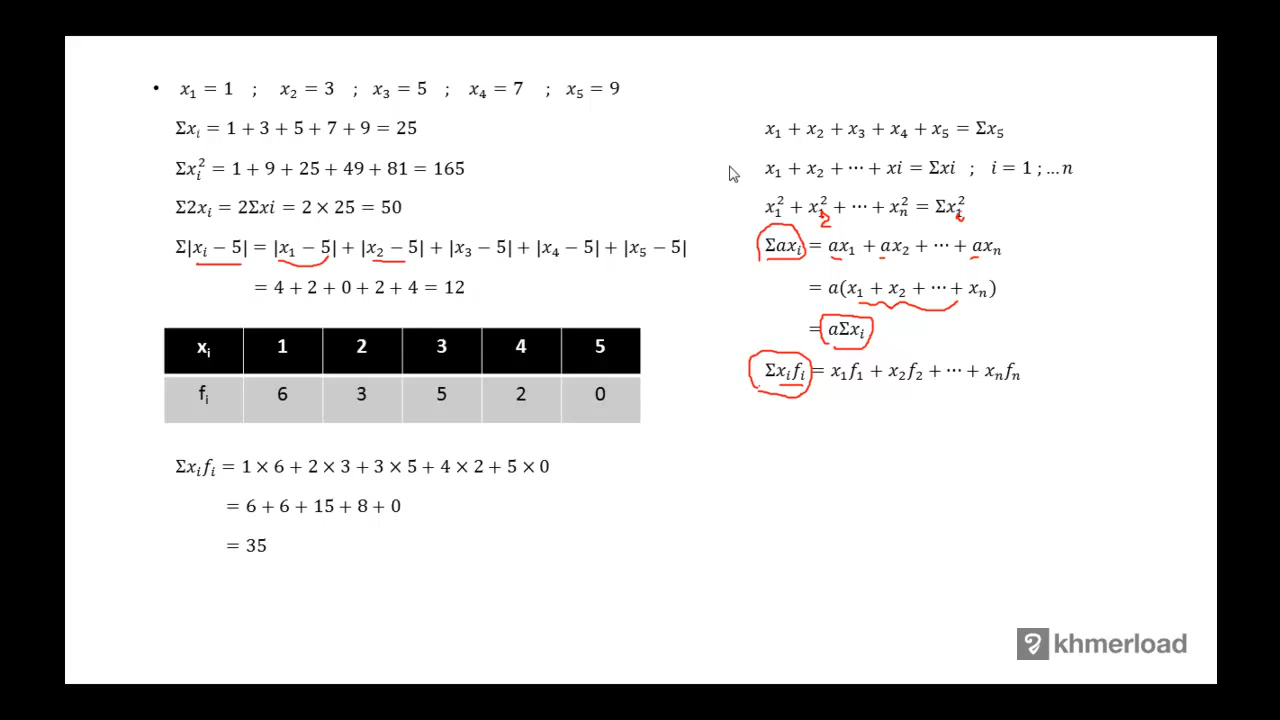 • x₁ = 1 ; x₂ = 3 ; x₃ = 5 ; x₄ = 7 ; x₅ = 9
Σxᵢ = 1 + 3 + 5 + 7 + 9 = 25
Σxᵢ² = 1 + 9 + 25 + 49 + 81 = 165
Σ2xᵢ = 2Σxi = 2 × 25 = 50
Σ|xᵢ − 5| = |x₁ − 5| + |x₂ − 5| + |x₃ − 5| + |x₄ − 5| + |x₅ − 5|
= 4 + 2 + 0 + 2 + 4 = 12
xᵢ 1 2 3 4 5
fᵢ 6 3 5 2 0
Σxᵢfᵢ = 1 × 6 + 2 × 3 + 3 × 5 + 4 × 2 + 5 × 0
= 6 + 6 + 15 + 8 + 0
= 35
x₁ + x₂ + x₃ + x₄ + x₅ = Σx₅
x₁ + x₂ + ⋯ + xi = Σxi ; i = 1 ; …n
x₁² + x₁² + ⋯ + xₙ² = Σx₁²
2
Σaxᵢ = ax₁ + ax₂ + ⋯ + axₙ
= a(x₁ + x₂ + ⋯ + xₙ)
= aΣxᵢ
Σxᵢfᵢ = x₁f₁ + x₂f₂ + ⋯ + xₙfₙ
khmerload